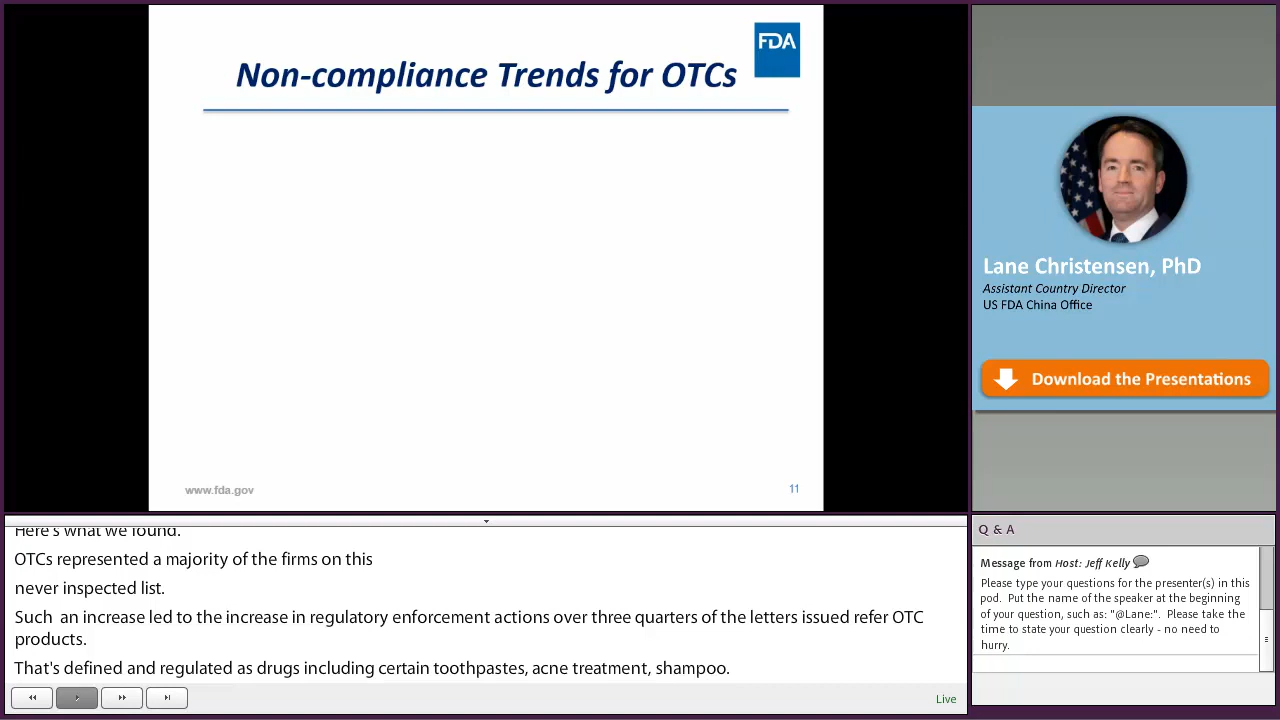 FDA
Non-compliance Trends for OTCs
www.fda.gov
11
Lane Christensen, PhD
Assistant Country Director
US FDA China Office
Download the Presentations
Here's what we found.
OTCs represented a majority of the firms on this
never inspected list.
Such an increase led to the increase in regulatory enforcement actions over three quarters of the letters issued refer OTC
products.
That's defined and regulated as drugs including certain toothpastes, acne treatment, shampoo.
Live
Q & A
Message from Host: Jeff Kelly
Please type your questions for the presenter(s) in this
pod. Put the name of the speaker at the beginning
of your question, such as: "@Lane:". Please take the
time to state your question clearly - no need to
hurry.